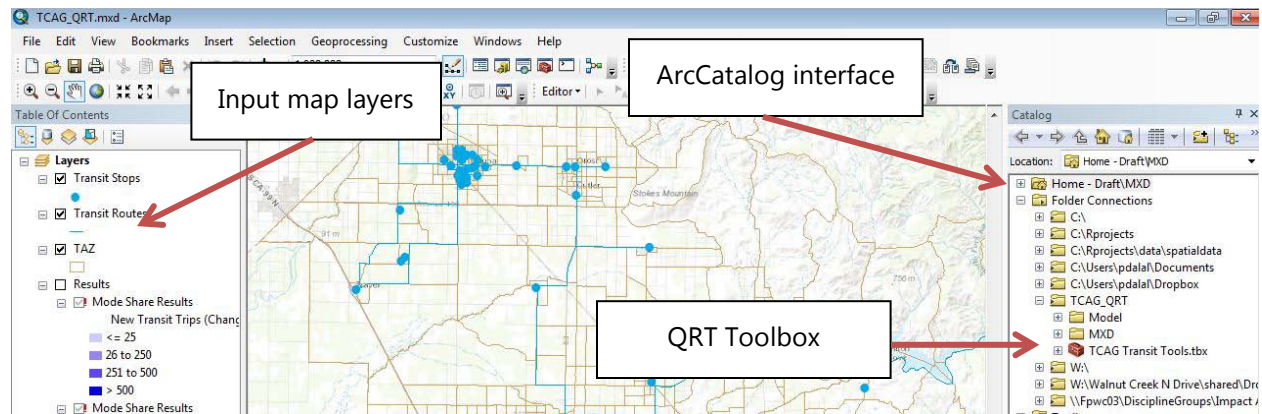 TCAG_QRT.mxd - ArcMap
File Edit View Bookmarks Insert Selection Geoprocessing Customize Windows Help
Input map layers
ArcCatalog interface
QRT Toolbox
Editor
Table Of Contents
Layers
Transit Stops
Transit Routes
TAZ
Results
Mode Share Results
New Transit Trips (Chang
<= 25
26 to 250
251 to 500
> 500
Mode Share Results
Cutler
Stokes Mountain
91 m
756 m
Catalog
Location: Home - Draft\MXD
Home - Draft\MXD
Folder Connections
C:\
C:\Rprojects
C:\Rprojects\data\spatialdata
C:\Users\pdalal\Documents
C:\Users\pdalal\Dropbox
TCAG_QRT
Model
MXD
TCAG Transit Tools.tbx
W:\
W:\Walnut Creek N Drive\shared\Dro
\\Fpwc03\DisciplineGroups\Impact A